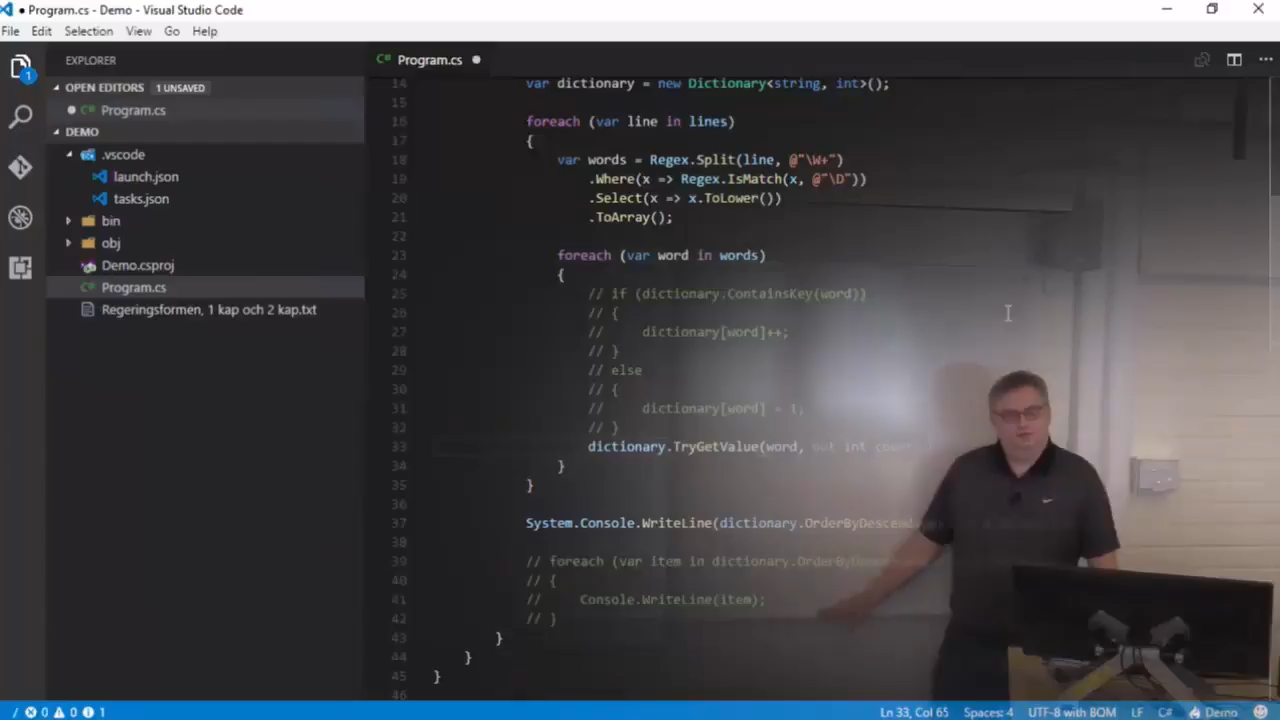 ● Program.cs - Demo - Visual Studio Code
File Edit Selection View Go Help
EXPLORER
OPEN EDITORS 1 UNSAVED
● C# Program.cs
DEMO
.vscode
launch.json
tasks.json
bin
obj
Demo.csproj
C# Program.cs
Regeringsformen, 1 kap och 2 kap.txt
1
C# Program.cs ●
14 var dictionary = new Dictionary<string, int>();
15
16 foreach (var line in lines)
17 {
18 var words = Regex.Split(line, @"\W+")
19 .Where(x => Regex.IsMatch(x, @"\D"))
20 .Select(x => x.ToLower())
21 .ToArray();
22
23 foreach (var word in words)
24 {
25 // if (dictionary.ContainsKey(word))
26 // {
27 // dictionary[word]++;
28 // }
29 // else
30 // {
31 // dictionary[word] = 1;
32 // }
33 dictionary.TryGetValue(word, out int
34 }
35 }
36
37 System.Console.WriteLine(dictionary.
38
39 // foreach (var item in dictionary.
40 // {
41 // Console.WriteLine(item);
42 // }
43 }
44 }
45 }
46
0 0 1
Ln 33, Col 65 Spaces: 4 UTF-8 with BOM LF C# Demo